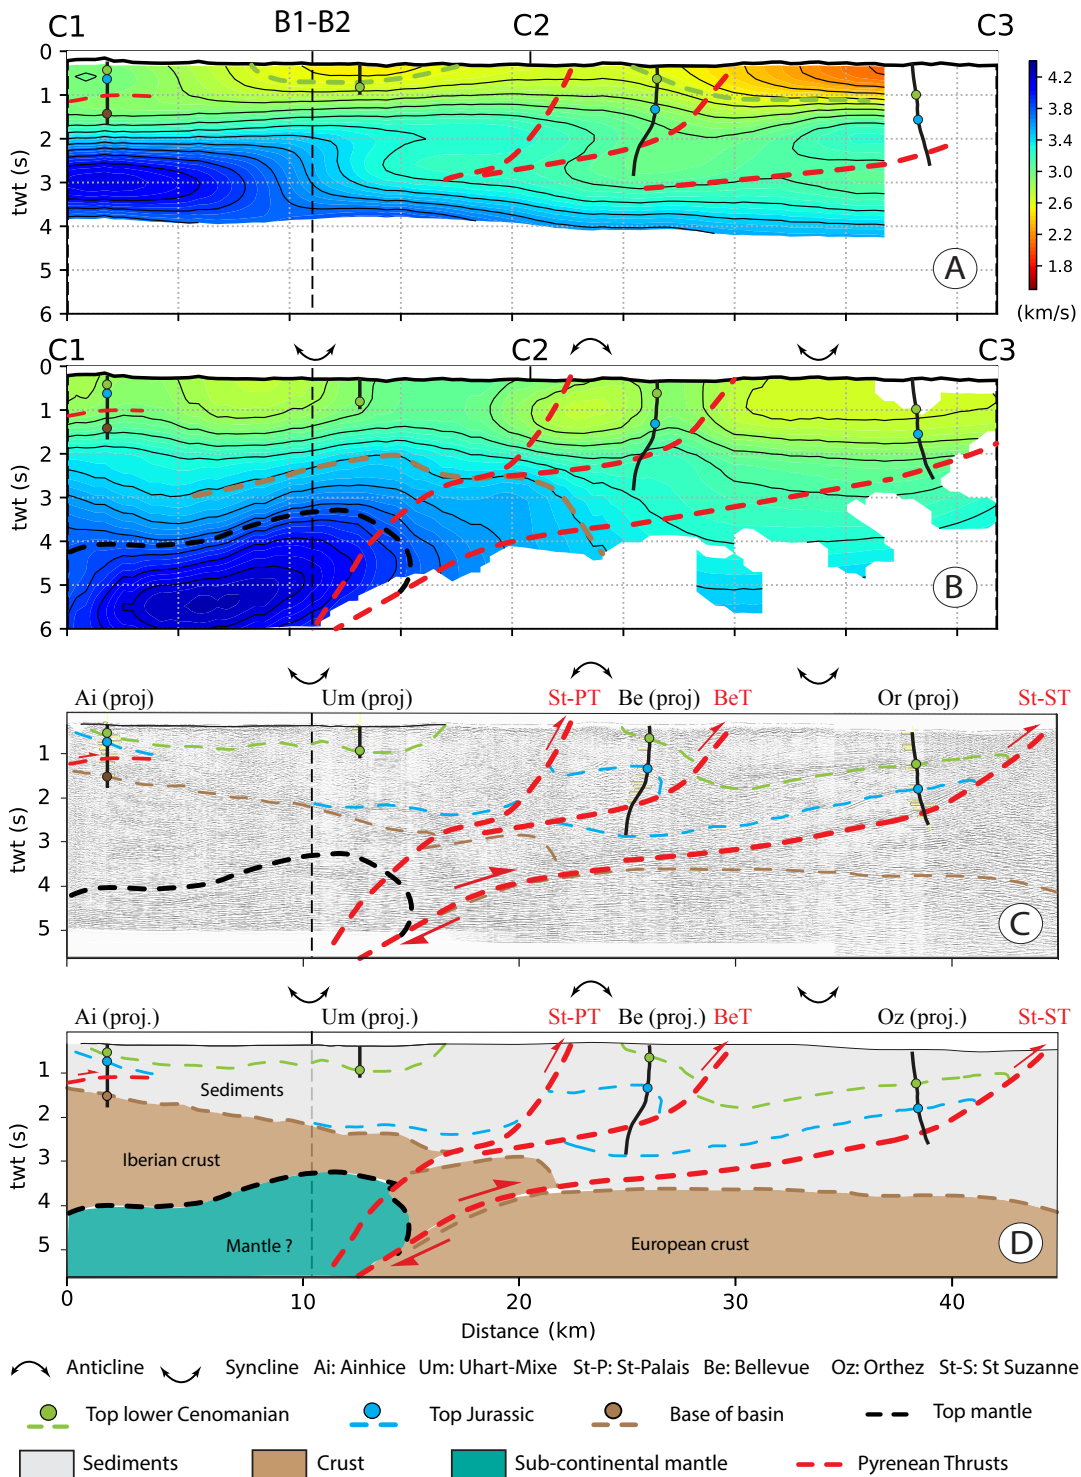 C1 B1-B2 C2 C3
0
1
2
3
4
5
6
twt (s)
A
4.2
3.8
3.4
3.0
2.6
2.2
1.8
(km/s)
C1 C2 C3
0
1
2
3
4
5
6
twt (s)
B
Ai (proj) Um (proj) St-PT Be (proj) BeT Or (proj) St-ST
1
2
3
4
5
twt (s)
C
Ai (proj.) Um (proj.) St-PT Be (proj.) BeT Oz (proj.) St-ST
1
2
3
4
5
twt (s)
Sediments
Iberian crust
Mantle ?
European crust
D
0 10 20 30 40
Distance (km)
Anticline Syncline Ai: Ainhice Um: Uhart-Mixe St-P: St-Palais Be: Bellevue Oz: Orthez St-S: St Suzanne
Top lower Cenomanian Top Jurassic Base of basin Top mantle
Sediments Crust Sub-continental mantle Pyrenean Thrusts